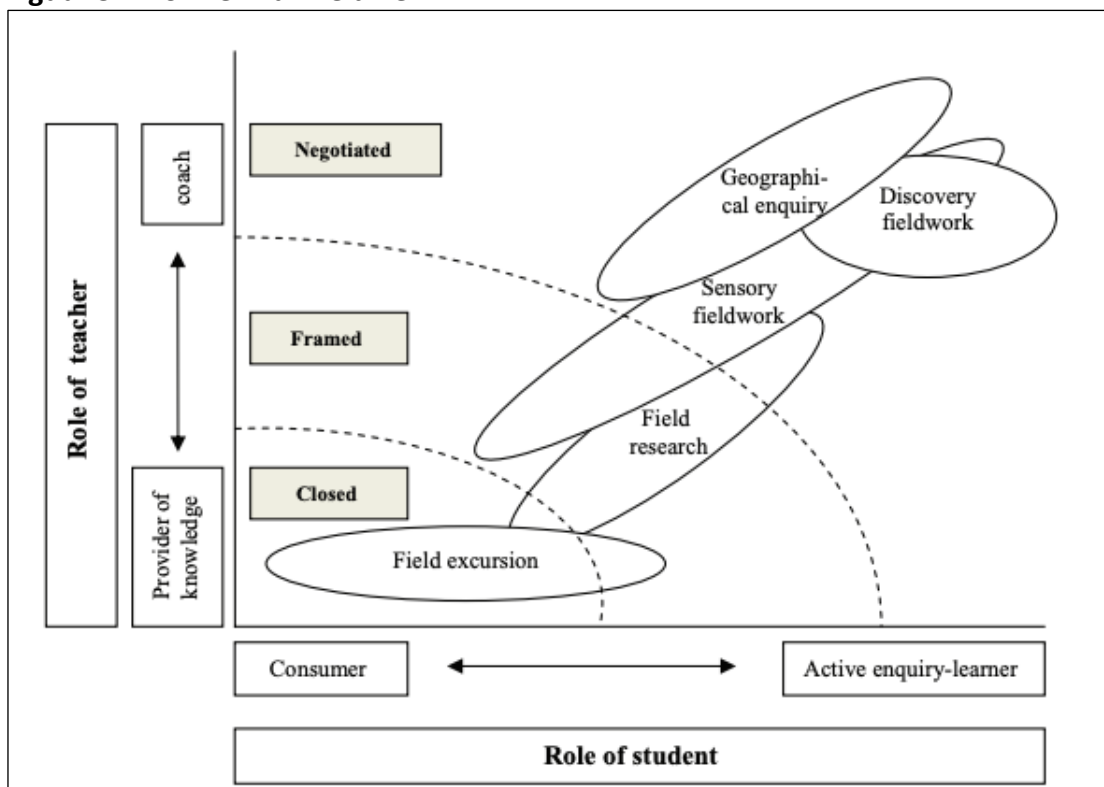 Role of teacher
coach
Provider of
knowledge
Negotiated
Framed
Closed
Geographi-
cal enquiry
Discovery
fieldwork
Sensory
fieldwork
Field
research
Field excursion
Consumer
Active enquiry-learner
Role of student